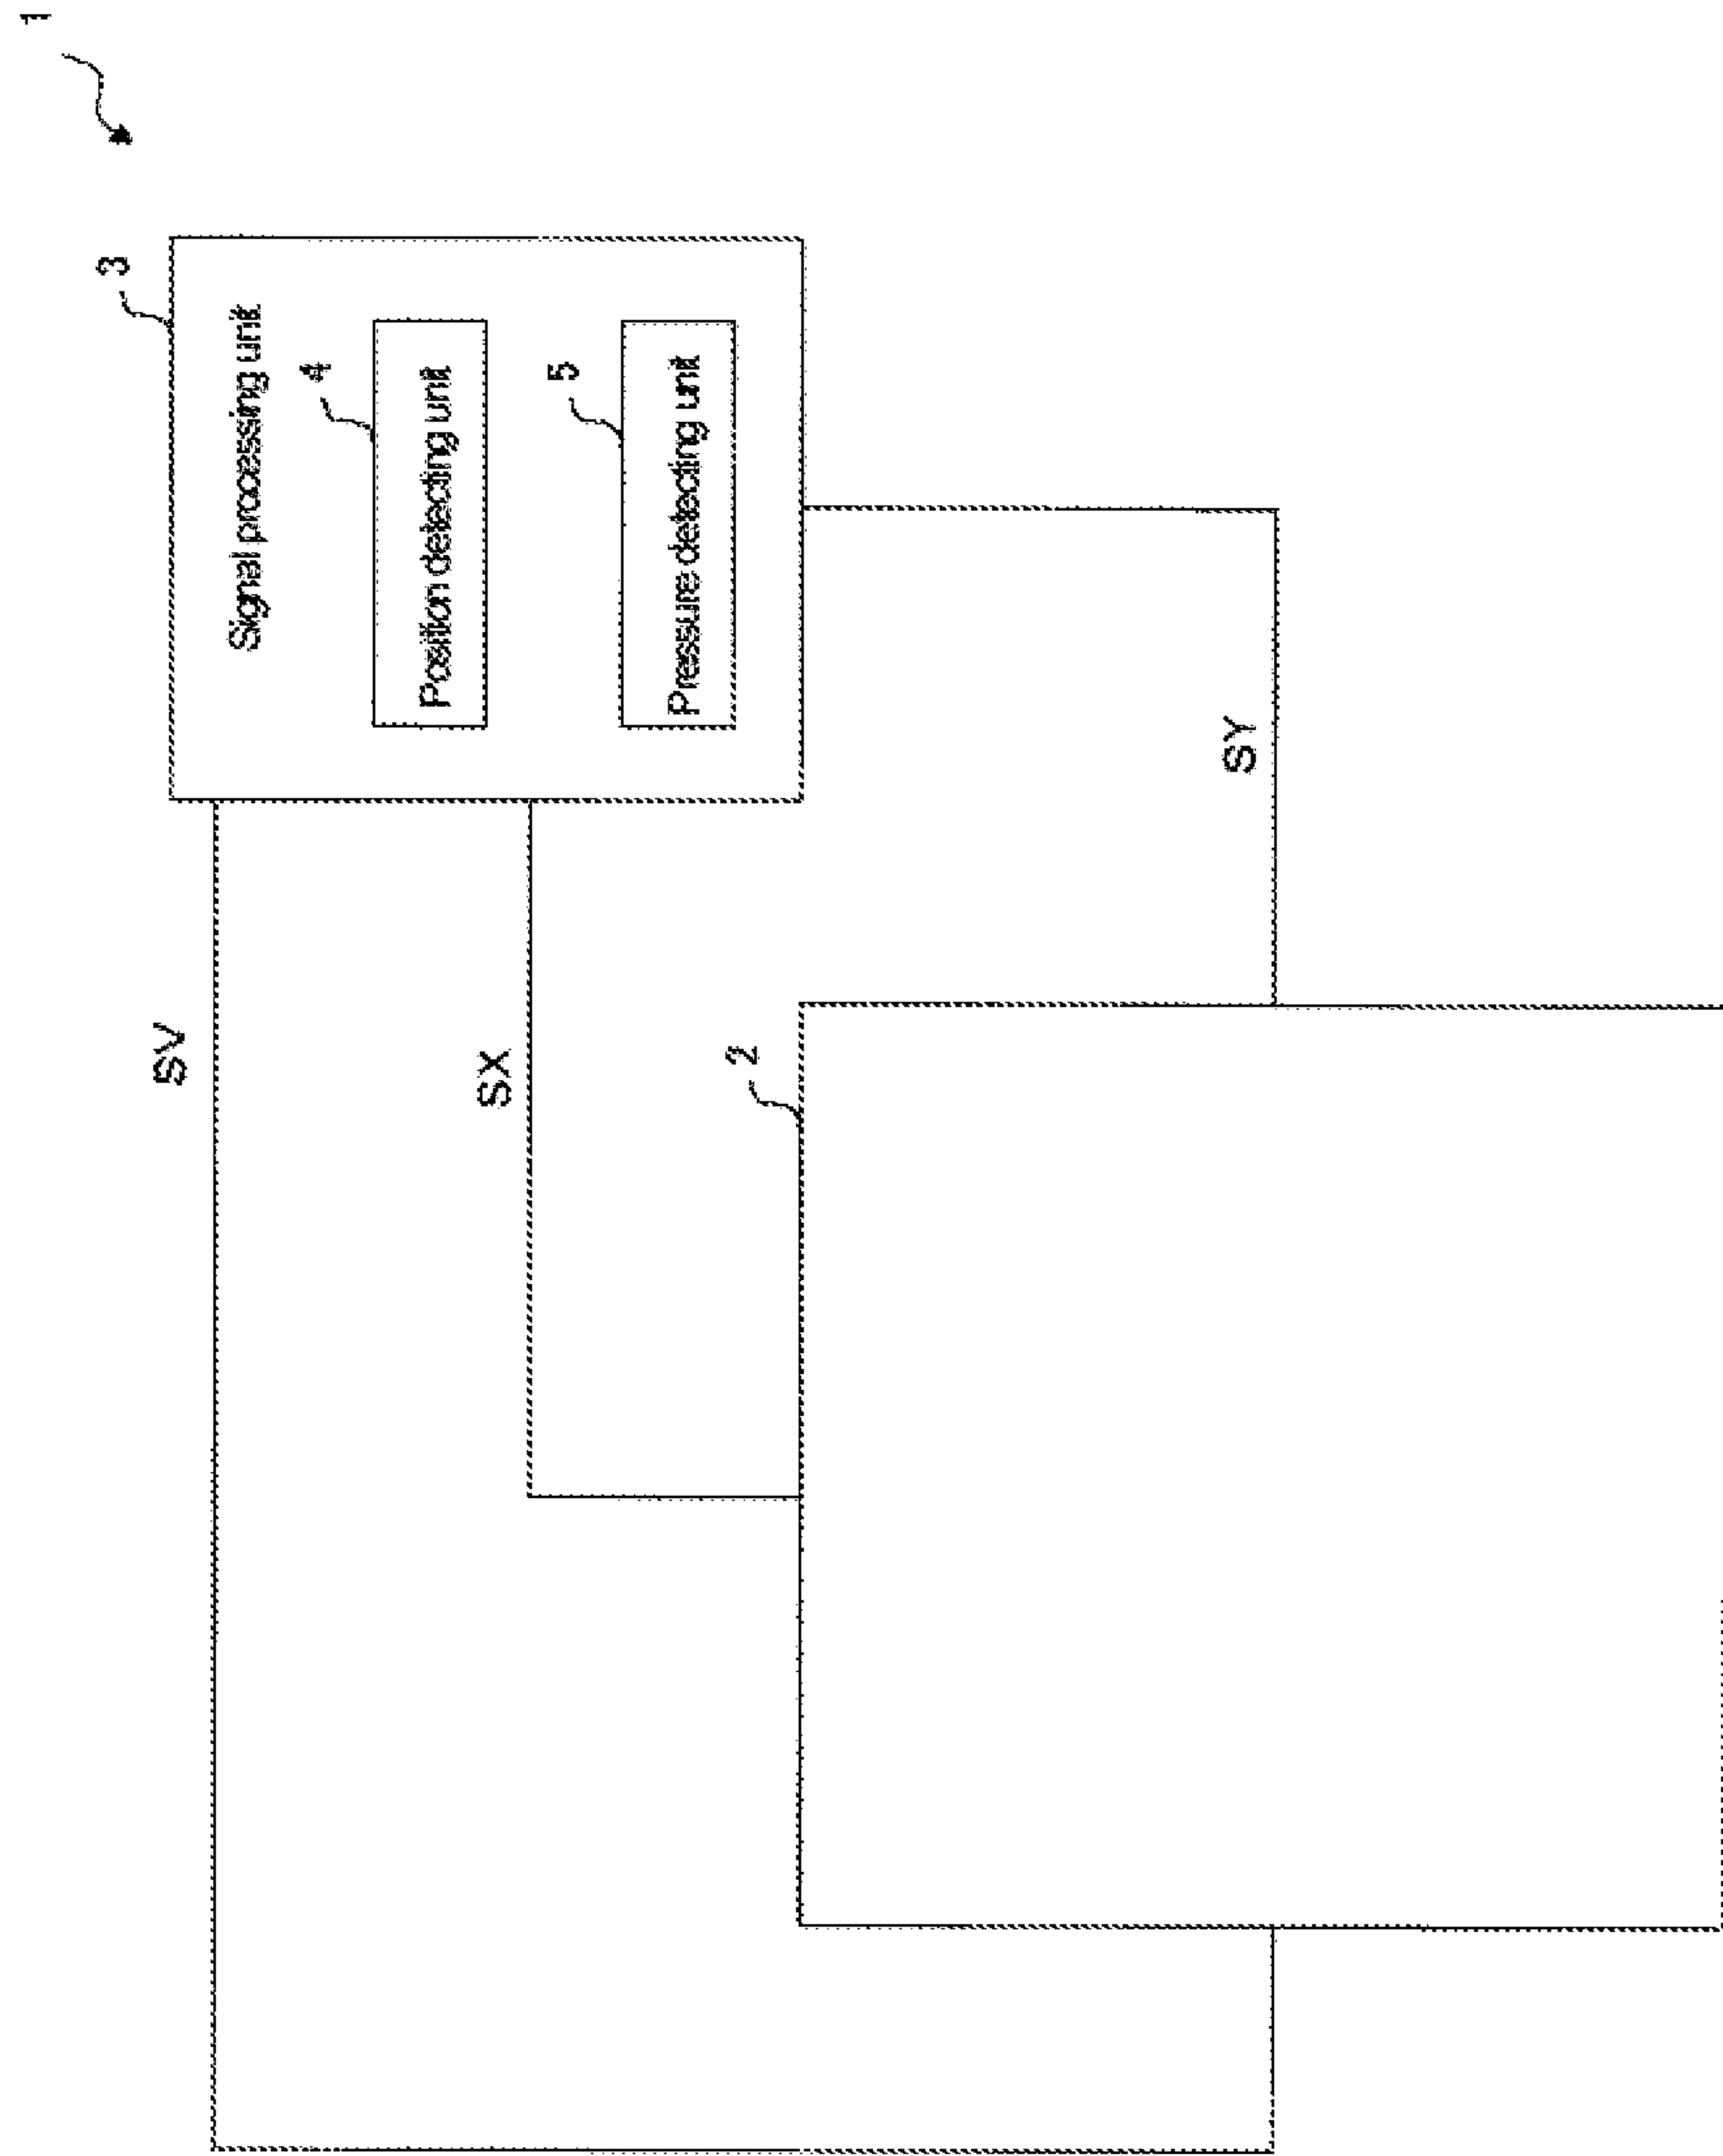 1
3
Signal processing unit
4
Position detecting unit
5
Pressure detecting unit
SV
SX
SY
2